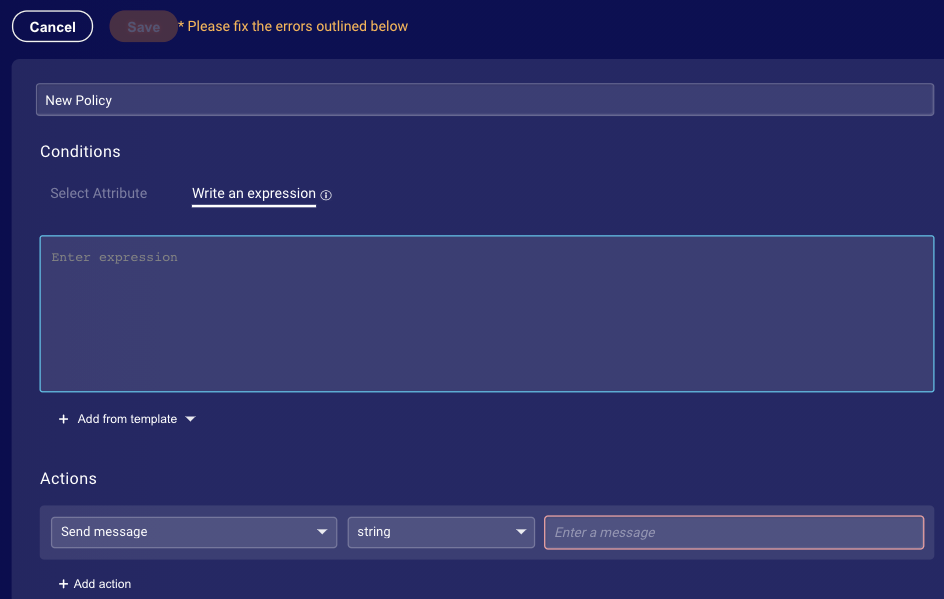 Cancel Save * Please fix the errors outlined below
New Policy
Conditions
Select Attribute Write an expression
Enter expression
+ Add from template
Actions
Send message string Enter a message
+ Add action